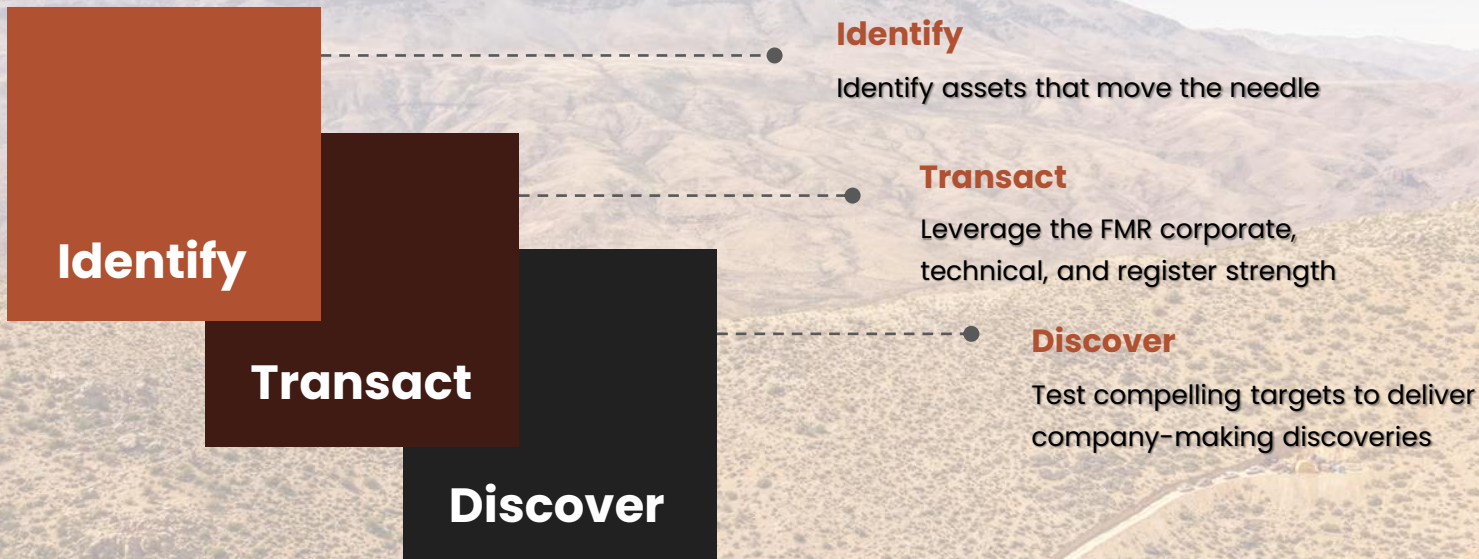 Identify
Transact
Discover
Identify
Identify assets that move the needle
Transact
Leverage the FMR corporate,
technical, and register strength
Discover
Test compelling targets to deliver
company-making discoveries